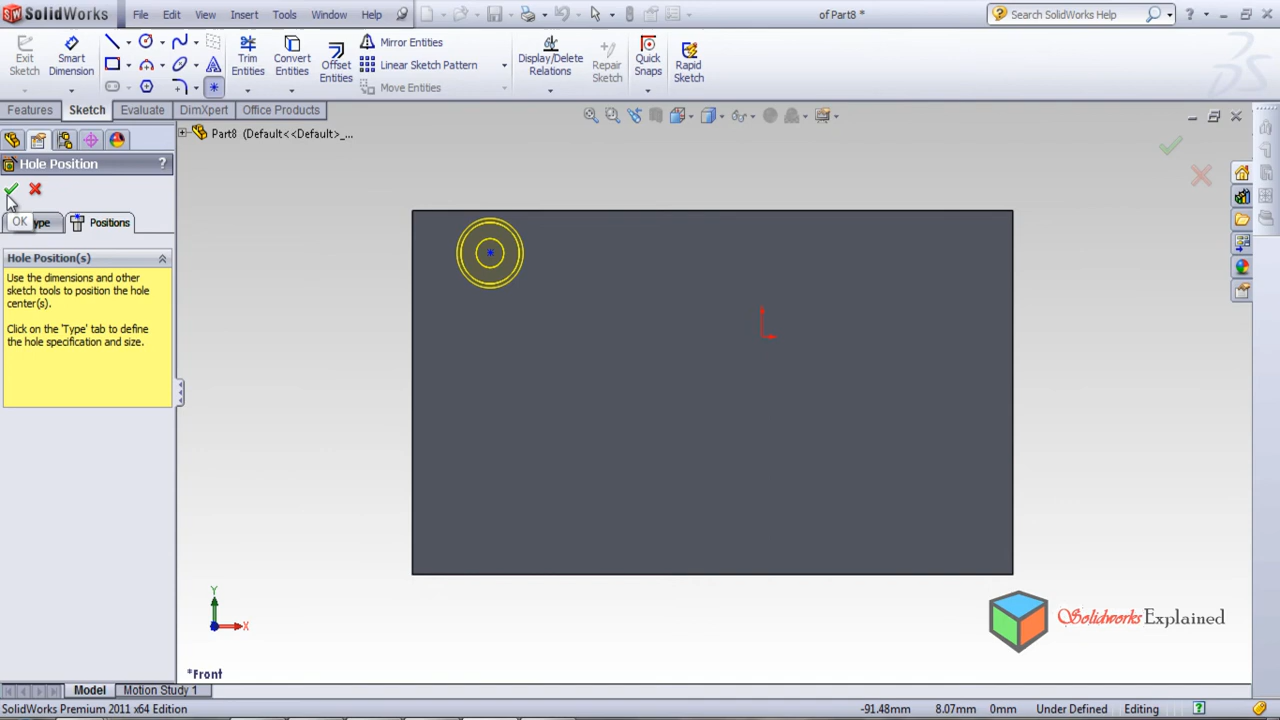 SolidWorks File Edit View Insert Tools Window Help of Part8 * Search SolidWorks Help
Exit Sketch
Smart Dimension
Trim Entities
Convert Entities
Offset Entities
Mirror Entities
Linear Sketch Pattern
Move Entities
Display/Delete Relations
Repair Sketch
Quick Snaps
Rapid Sketch
Features Sketch Evaluate DimXpert Office Products
Part8 (Default<<Default>_...
Hole Position ?
OK
ype Positions
Hole Position(s)
Use the dimensions and other
sketch tools to position the hole
center(s).
Click on the 'Type' tab to define
the hole specification and size.
Y
X
Solidworks Explained
*Front
Model Motion Study 1
SolidWorks Premium 2011 x64 Edition -91.48mm 8.07mm 0mm Under Defined Editing